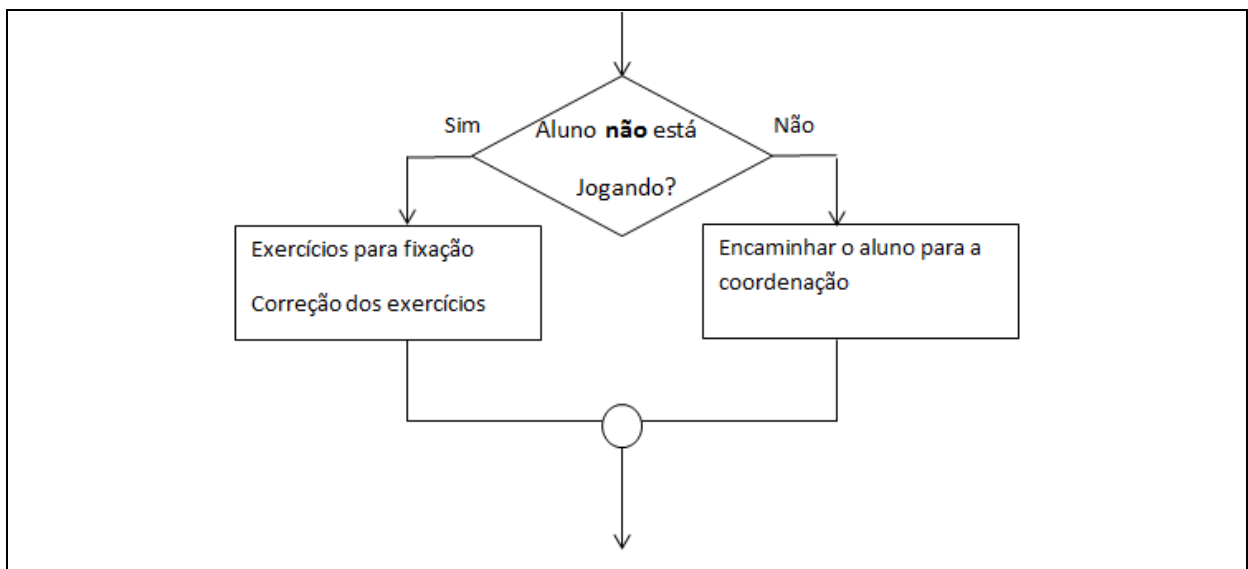 Sim
Aluno não está
Jogando?
Não
Exercícios para fixação
Correção dos exercícios
Encaminhar o aluno para a
coordenação